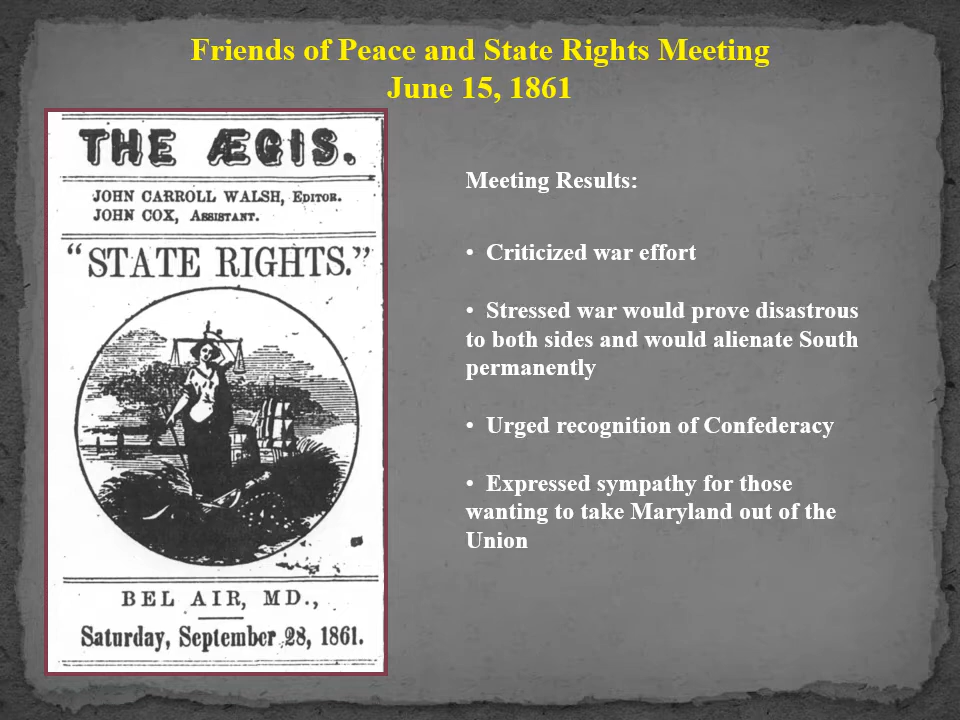 Friends of Peace and State Rights Meeting
June 15, 1861
THE ÆGIS.
JOHN CARROLL WALSH, EDITOR.
JOHN COX, ASSISTANT.
"STATE RIGHTS."
BEL AIR, MD.,
Saturday, September 28, 1861.
Meeting Results:
• Criticized war effort
• Stressed war would prove disastrous
to both sides and would alienate South
permanently
• Urged recognition of Confederacy
• Expressed sympathy for those
wanting to take Maryland out of the
Union